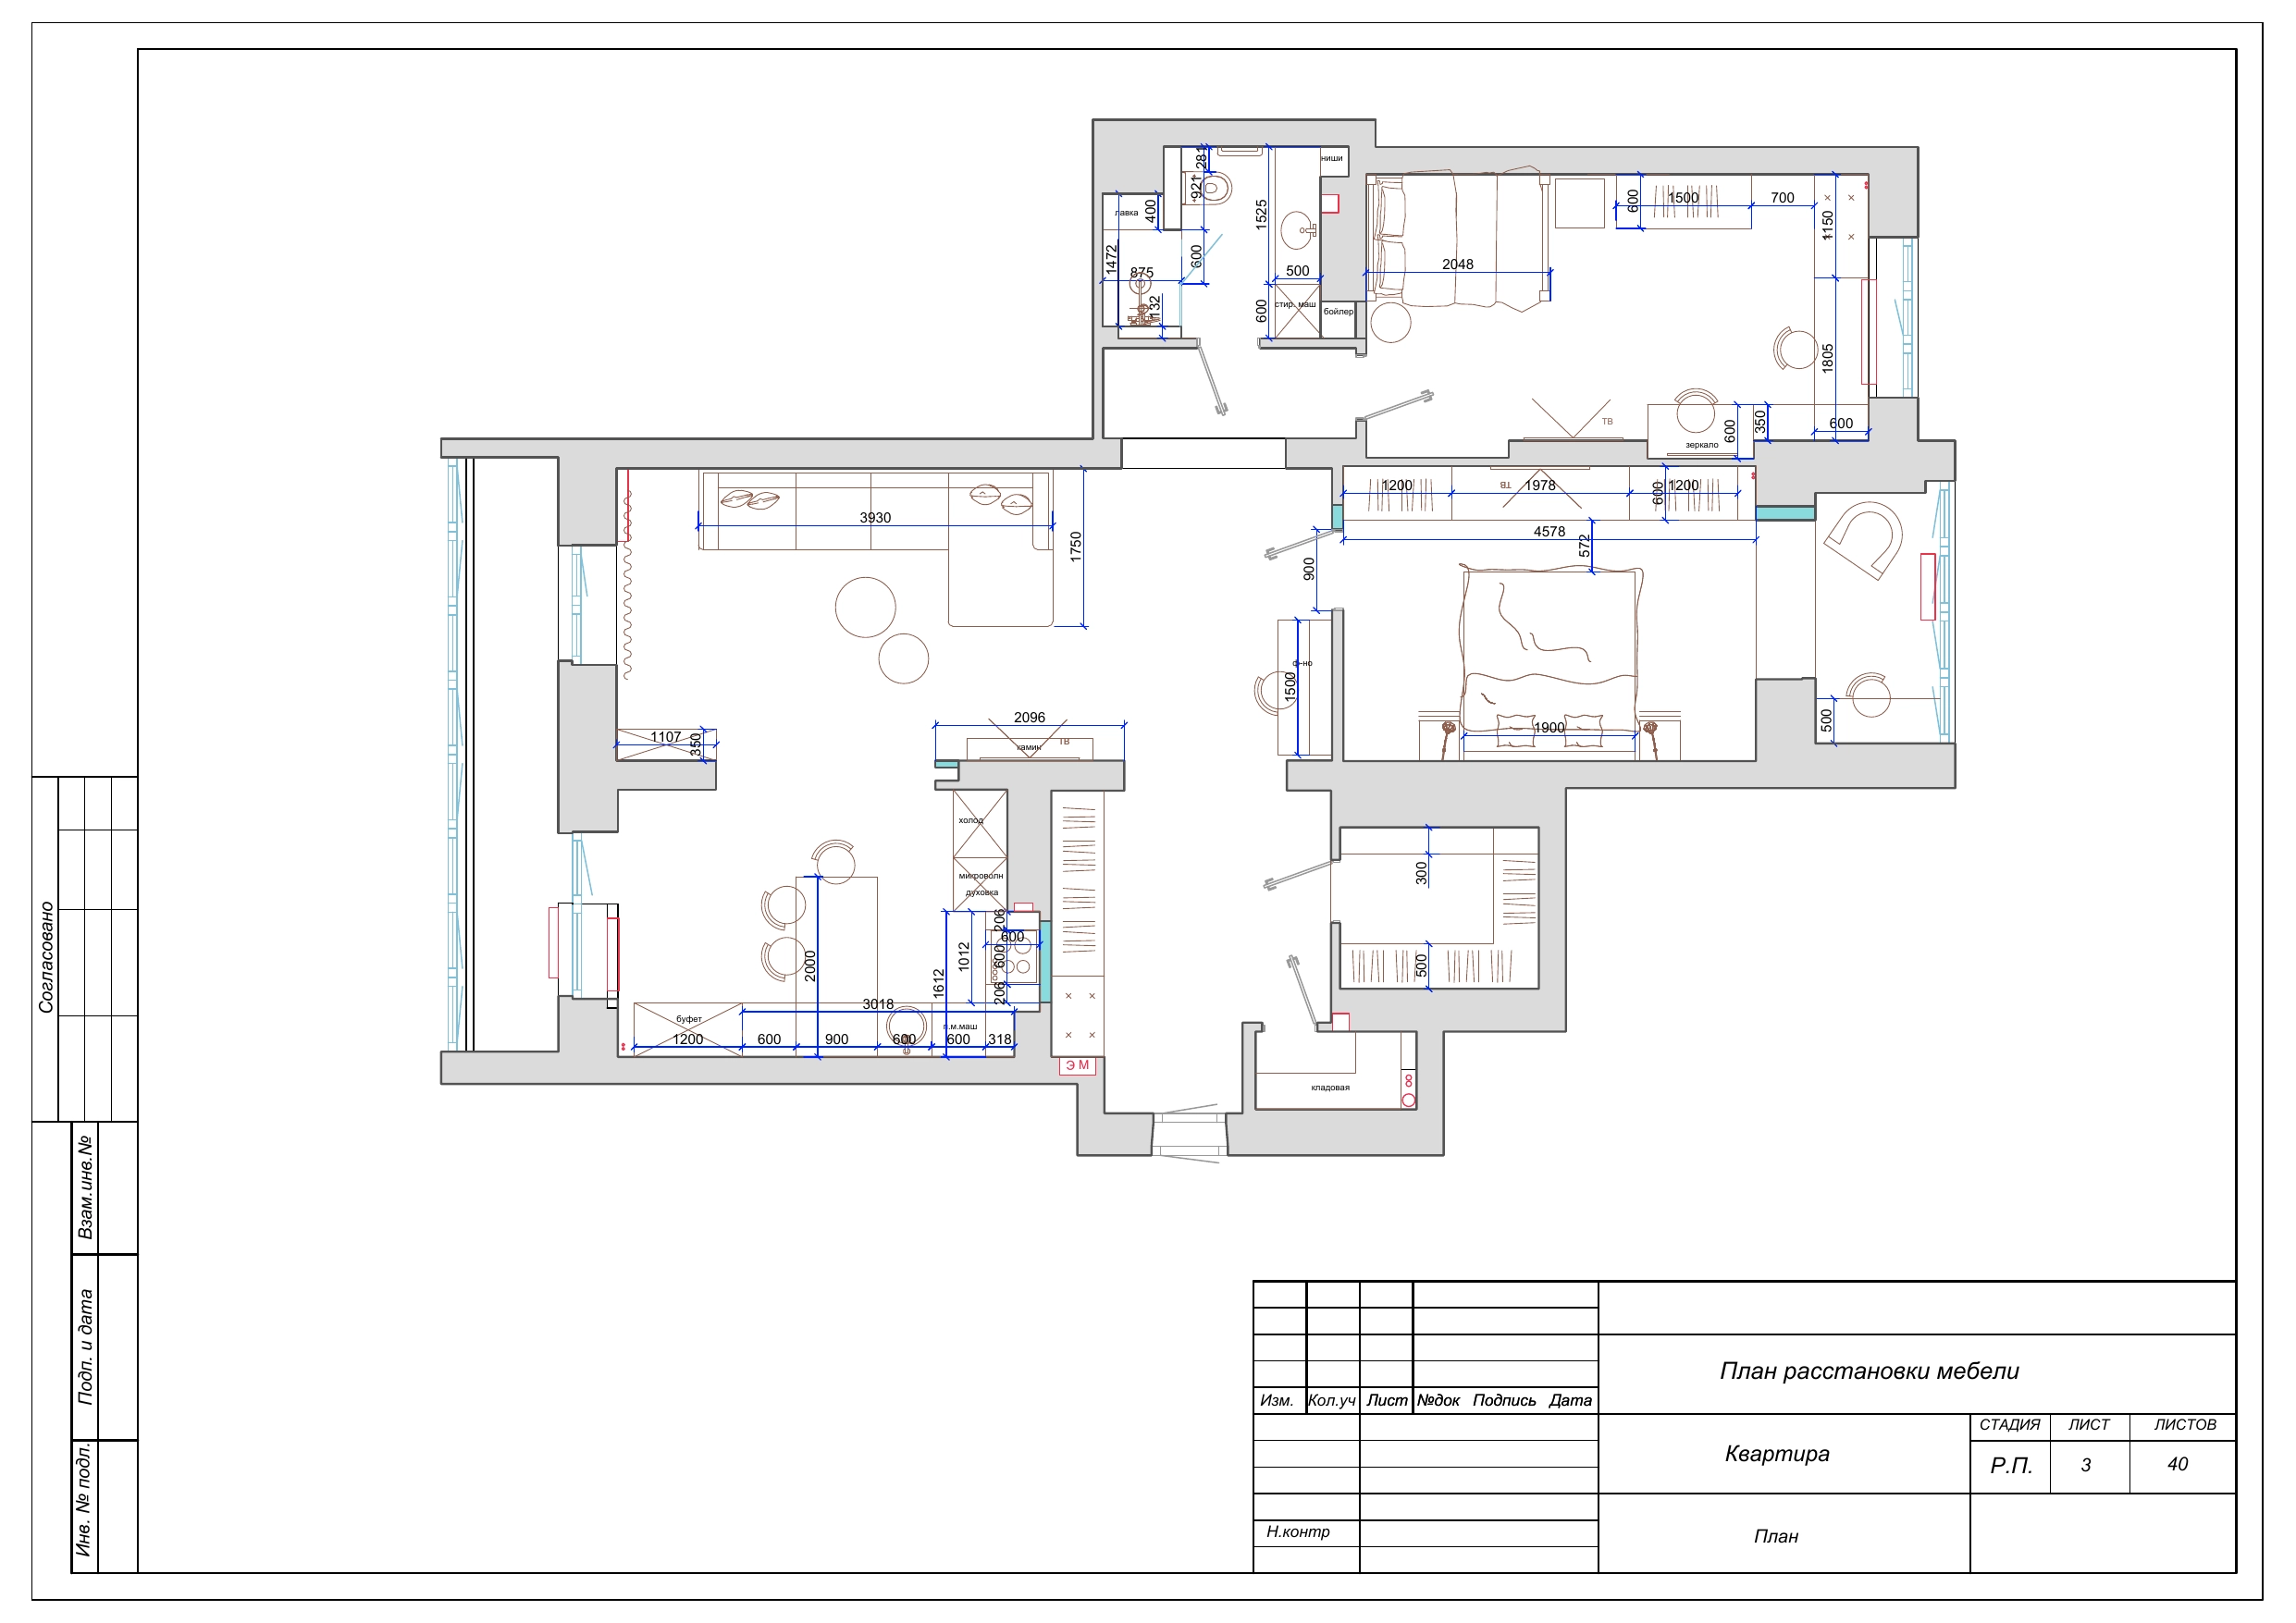 281
ниши
921
лавка
400
1525
600
1500
700
1150
1472
600
875
500
2048
132
600
стир. маш
бойлер
1805
ТВ
600
350
600
зеркало
1200
ТВ
1978
600
1200
3930
4578
572
1750
900
ф-но
1500
2096
1107
350
камин
ТВ
1900
500
холод
микроволн
духовка
300
206
600
1012
600
2000
1612
206
500
3018
буфет
п.м.маш
1200
600
900
600
600
318
Э М
кладовая
Согласовано
Взам.инв.№
Подп. и дата
Инв. № подл.
План расстановки мебели
Изм. Кол.уч Лист №док Подпись Дата
СТАДИЯ ЛИСТ ЛИСТОВ
Квартира
Р.П. 3 40
Н.контр
План